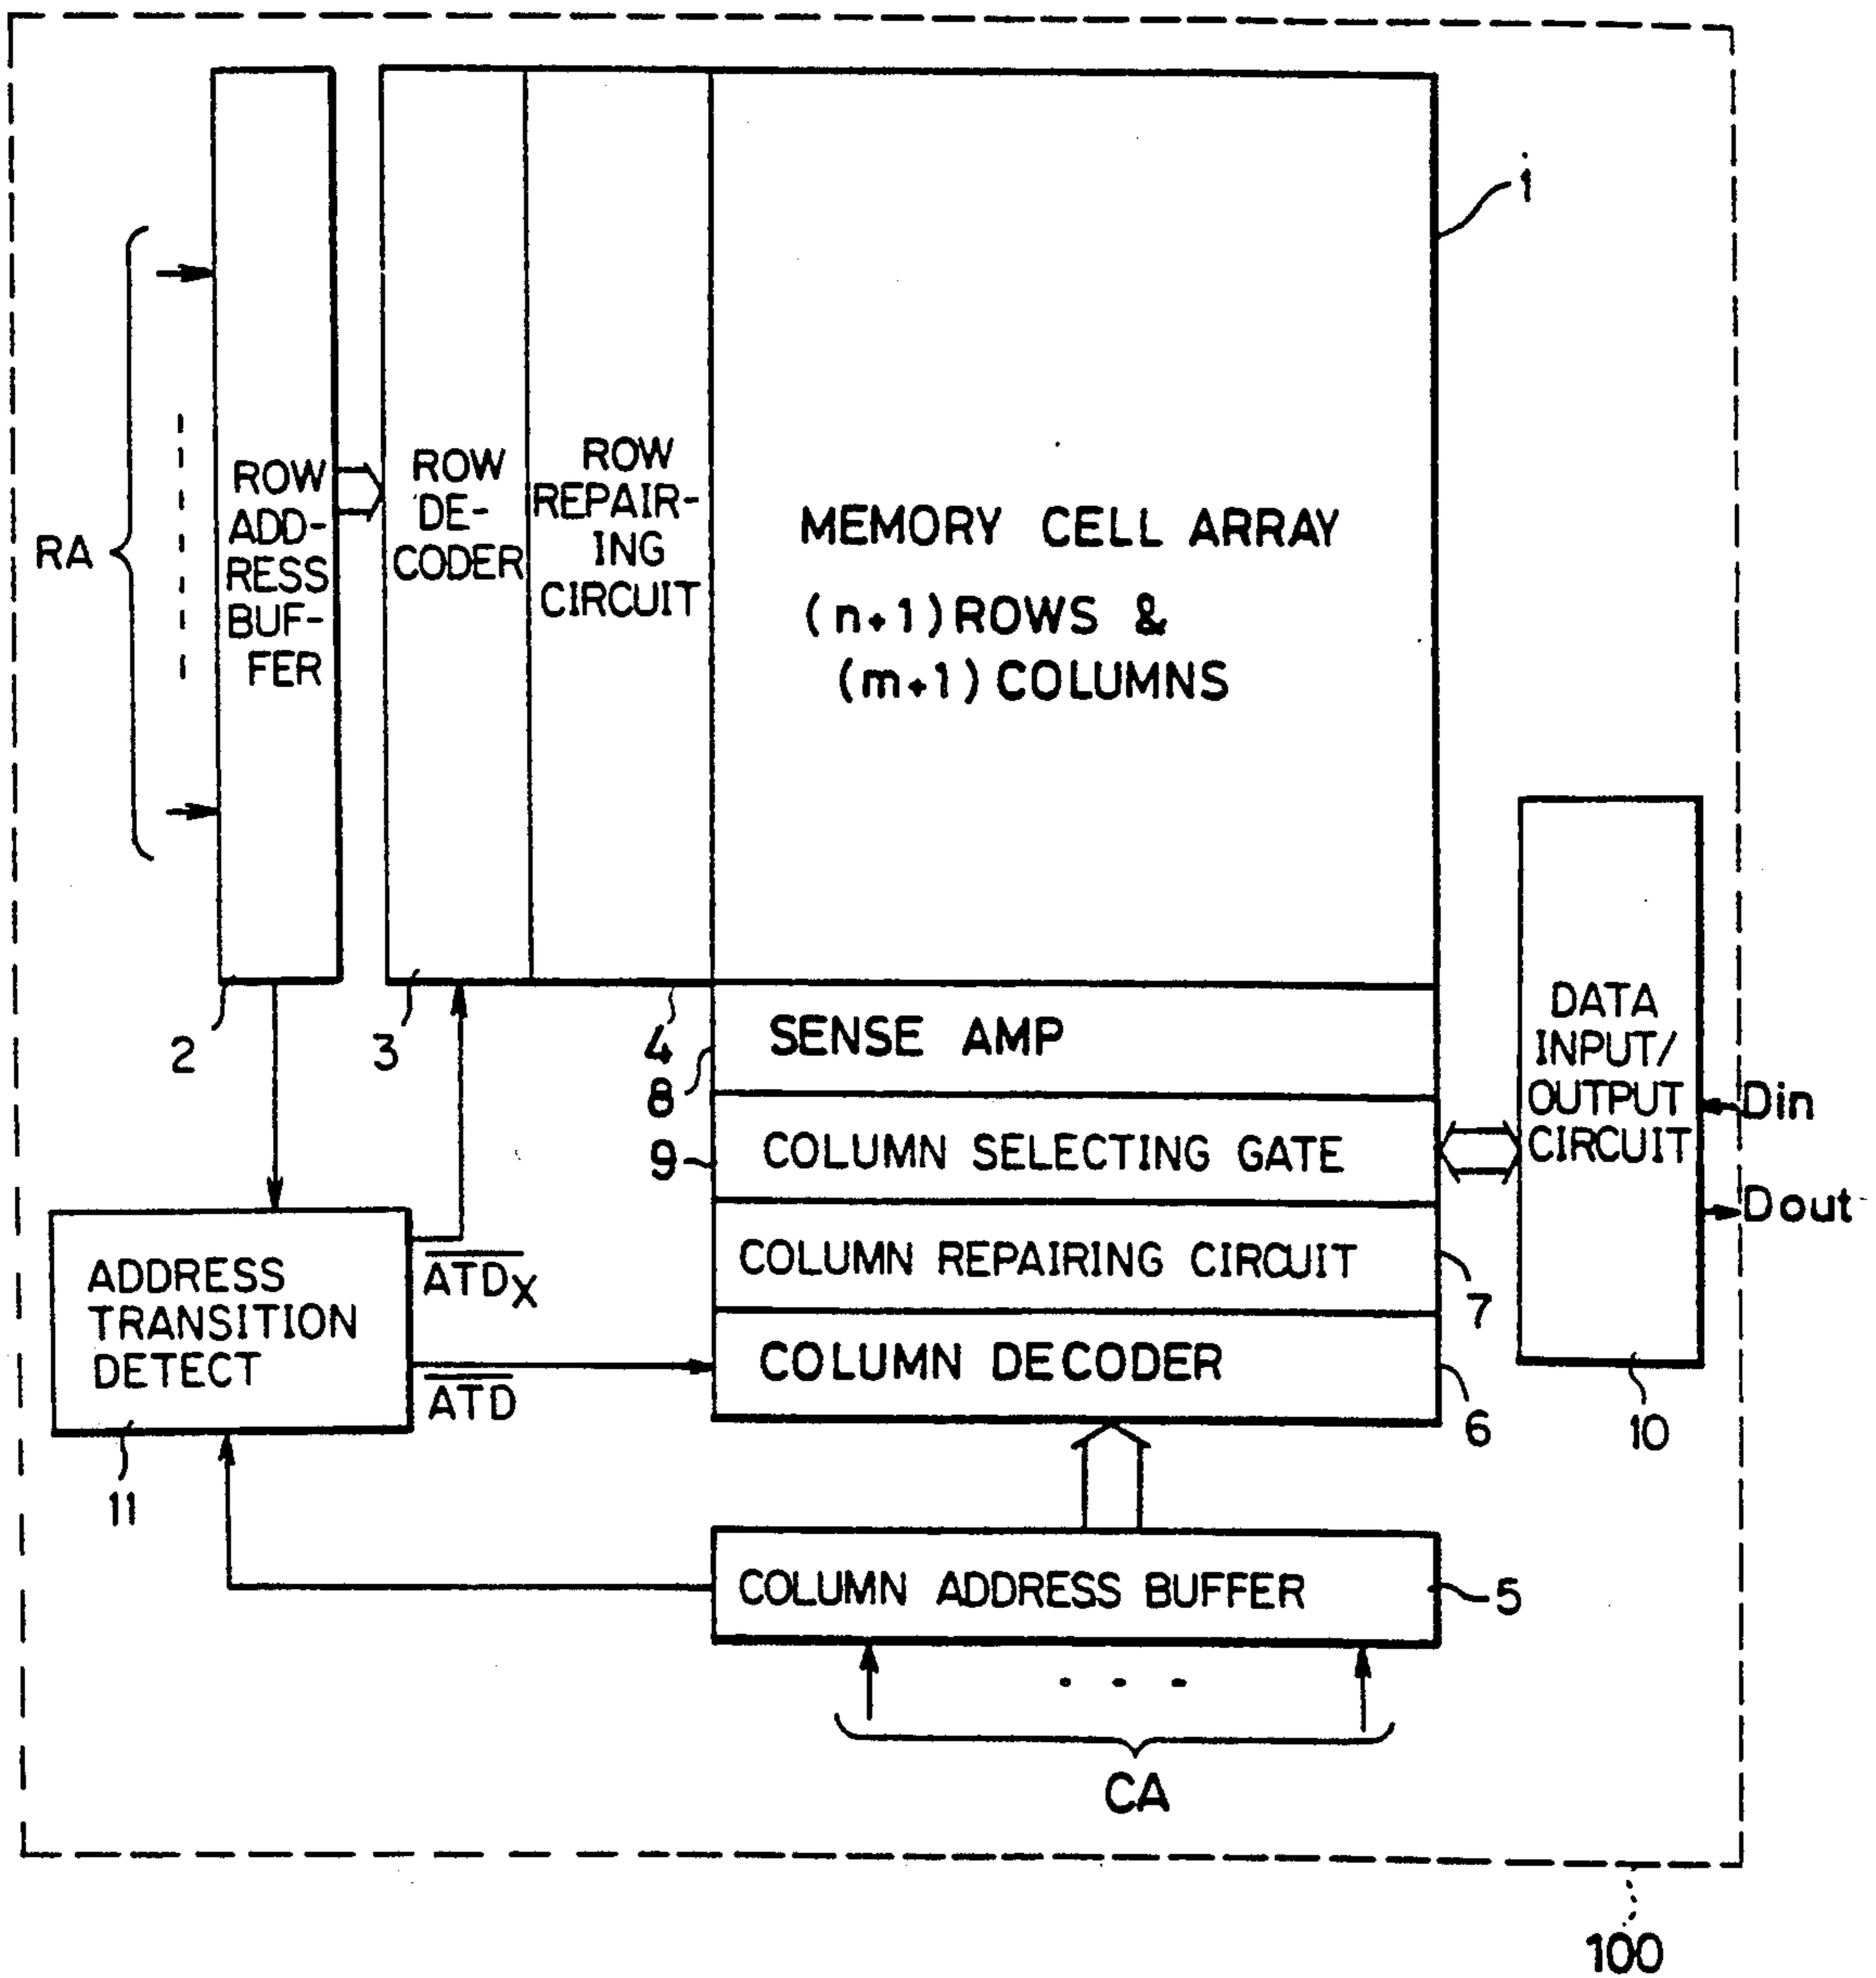 1
RA
ROW
ADD-
RESS
BUF-
FER
ROW
DE-
CODER
ROW
REPAIR-
ING
CIRCUIT
MEMORY CELL ARRAY
(n+1) ROWS &
(m+1) COLUMNS
2
3
4
8
SENSE AMP
9
COLUMN SELECTING GATE
COLUMN REPAIRING CIRCUIT
7
COLUMN DECODER
6
DATA
INPUT/
OUTPUT
CIRCUIT
Din
Dout
10
ADDRESS
TRANSITION
DETECT
A̅T̅D̅X
A̅T̅D̅
11
COLUMN ADDRESS BUFFER
5
. . .
CA
100